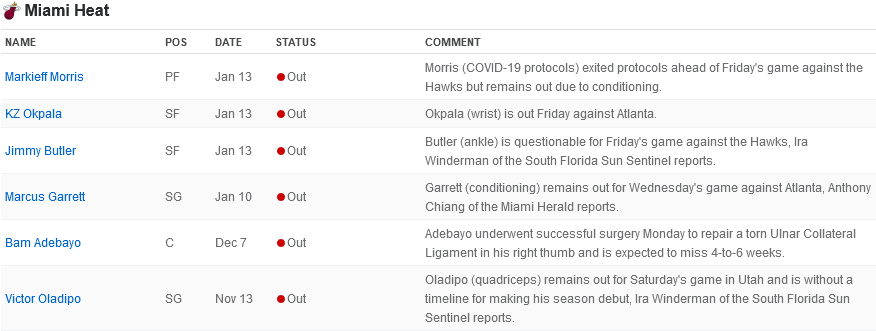 Miami Heat
NAME POS DATE STATUS COMMENT
Markieff Morris PF Jan 13 Out Morris (COVID-19 protocols) exited protocols ahead of Friday's game against the
Hawks but remains out due to conditioning.
KZ Okpala SF Jan 13 Out Okpala (wrist) is out Friday against Atlanta.
Jimmy Butler SF Jan 13 Out Butler (ankle) is questionable for Friday's game against the Hawks, Ira
Winderman of the South Florida Sun Sentinel reports.
Marcus Garrett SG Jan 10 Out Garrett (conditioning) remains out for Wednesday's game against Atlanta, Anthony
Chiang of the Miami Herald reports.
Bam Adebayo C Dec 7 Out Adebayo underwent successful surgery Monday to repair a torn Ulnar Collateral
Ligament in his right thumb and is expected to miss 4-to-6 weeks.
Victor Oladipo SG Nov 13 Out Oladipo (quadriceps) remains out for Saturday's game in Utah and is without a
timeline for making his season debut, Ira Winderman of the South Florida Sun
Sentinel reports.